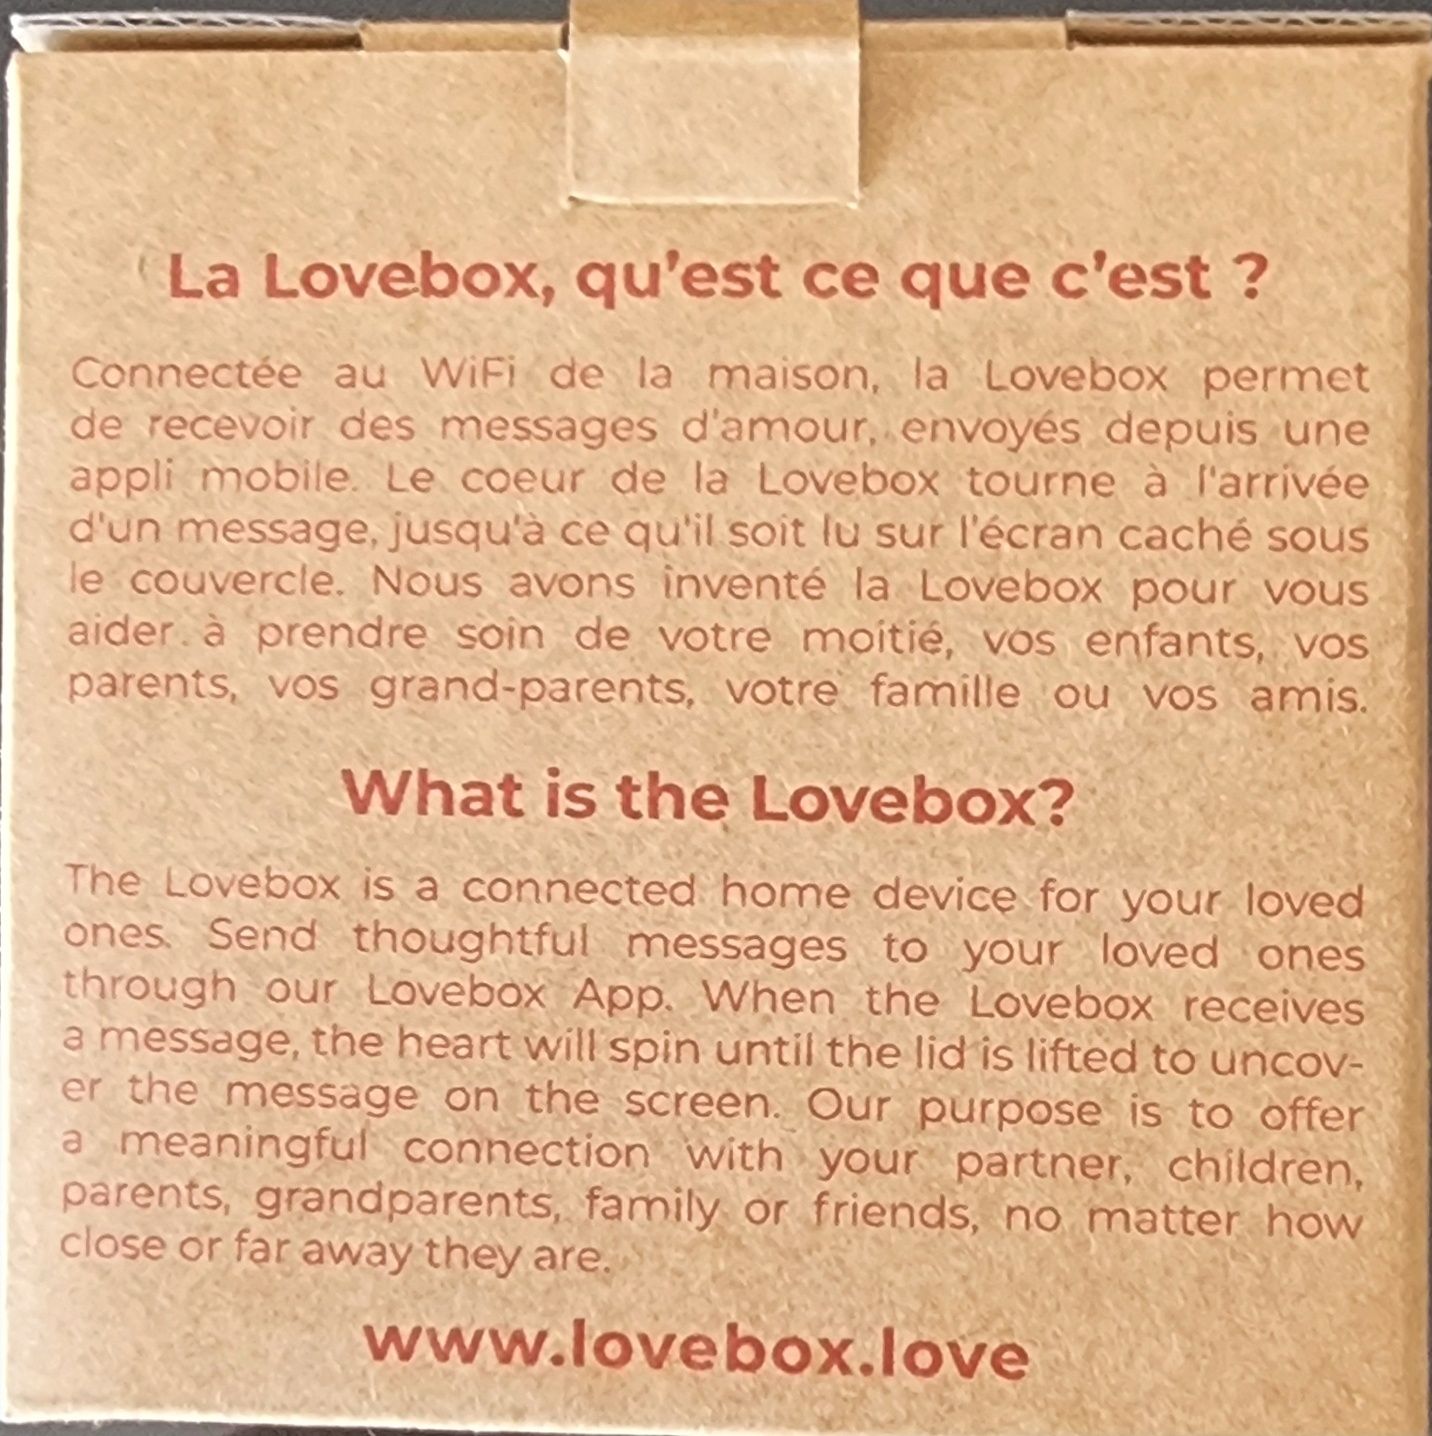 La Lovebox, qu'est ce que c'est ?
Connectée au WiFi de la maison, la Lovebox permet
de recevoir des messages d'amour, envoyés depuis une
appli mobile. Le coeur de la Lovebox tourne à l'arrivée
d'un message, jusqu'à ce qu'il soit lu sur l'écran caché sous
le couvercle. Nous avons inventé la Lovebox pour vous
aider à prendre soin de votre moitié, vos enfants, vos
parents, vos grand-parents, votre famille ou vos amis.
What is the Lovebox?
The Lovebox is a connected home device for your loved
ones. Send thoughtful messages to your loved ones
through our Lovebox App. When the Lovebox receives
a message, the heart will spin until the lid is lifted to uncov-
er the message on the screen. Our purpose is to offer
a meaningful connection with your partner, children,
parents, grandparents, family or friends, no matter how
close or far away they are.
www.lovebox.love